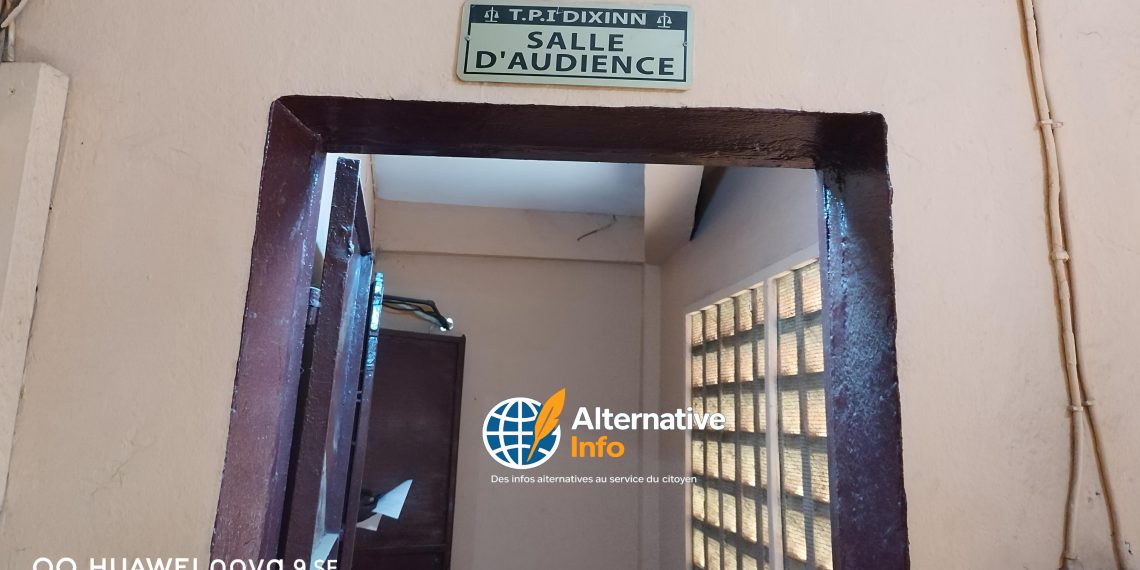 T.P.I DIXINN
SALLE
D'AUDIENCE
Alternative
Info
Des infos alternatives au service du citoyen
HUAWEI nova 9 SE